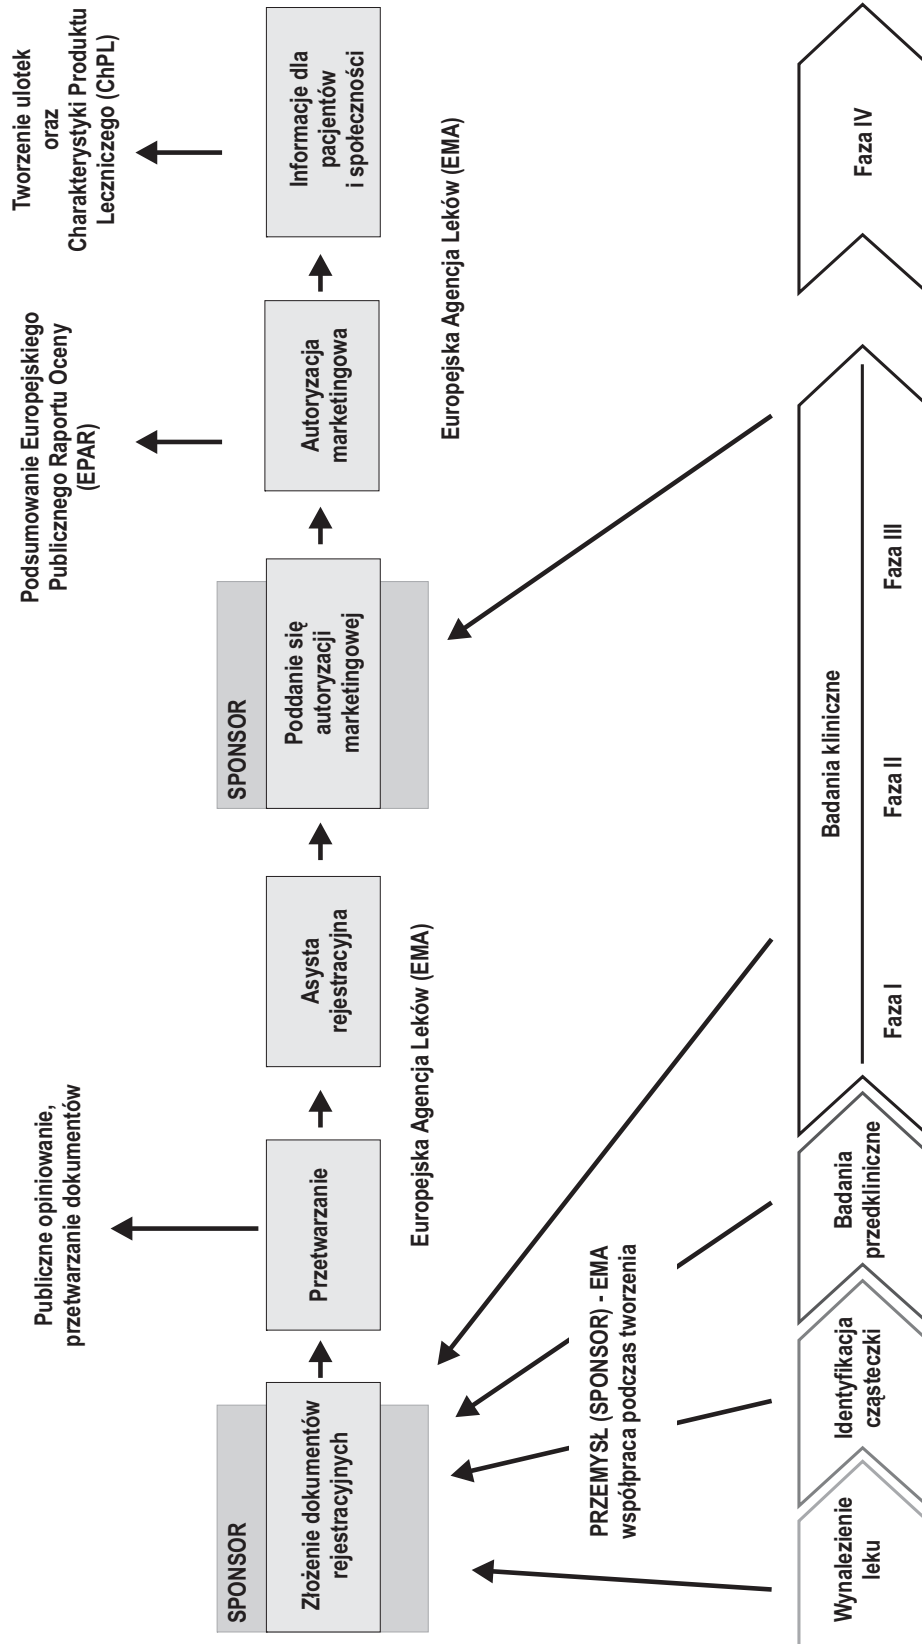 Publiczne opiniowanie,
przetwarzanie dokumentów
Podsumowanie Europejskiego
Publicznego Raportu Oceny
(EPAR)
Tworzenie ulotek
oraz
Charakterystyki Produktu
Leczniczego (ChPL)
SPONSOR
Złożenie dokumentów
rejestracyjnych
Przetwarzanie
Asysta
rejestracyjna
SPONSOR
Poddanie się
autoryzacji
marketingowej
Autoryzacja
marketingowa
Informacje dla
pacjentów
i społeczności
Europejska Agencja Leków (EMA)
Europejska Agencja Leków (EMA)
PRZEMYSŁ (SPONSOR) - EMA
współpraca podczas tworzenia
Wynalezienie
leku
Identyfikacja
cząsteczki
Badania
przedkliniczne
Badania kliniczne
Faza I
Faza II
Faza III
Faza IV